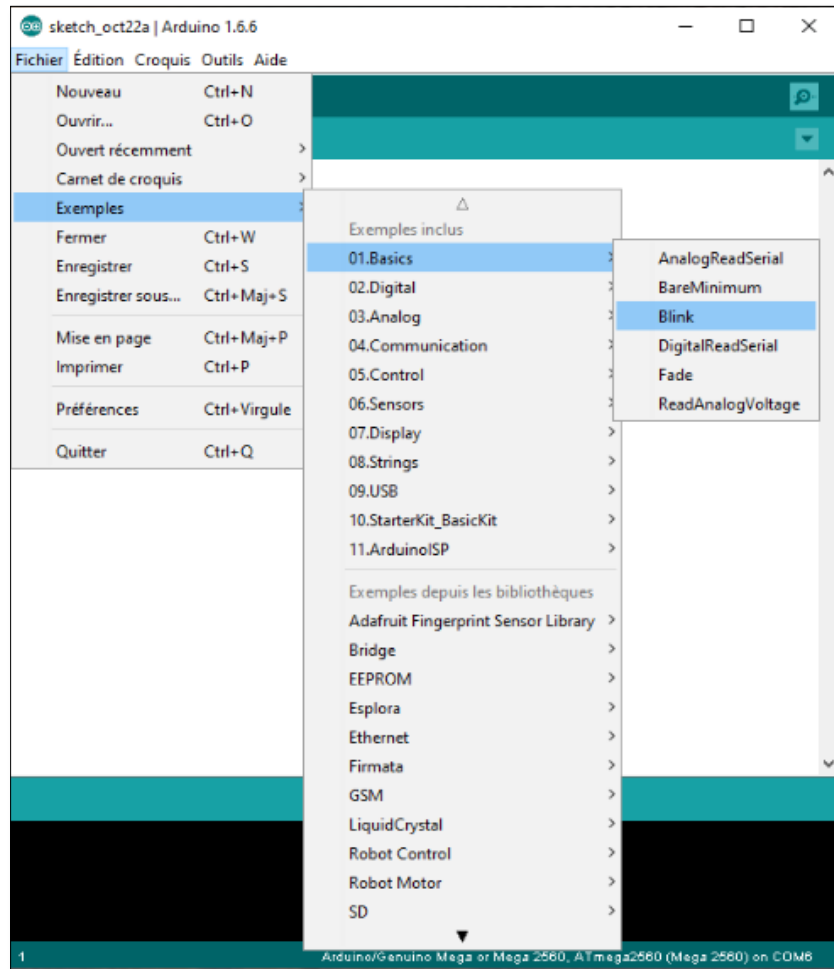 sketch_oct22a | Arduino 1.6.6
Fichier Édition Croquis Outils Aide
Nouveau Ctrl+N
Ouvrir... Ctrl+O
Ouvert récemment
Carnet de croquis
Exemples
Fermer Ctrl+W
Enregistrer Ctrl+S
Enregistrer sous... Ctrl+Maj+S
Mise en page Ctrl+Maj+P
Imprimer Ctrl+P
Préférences Ctrl+Virgule
Quitter Ctrl+Q
Exemples inclus
01.Basics
02.Digital
03.Analog
04.Communication
05.Control
06.Sensors
07.Display
08.Strings
09.USB
10.StarterKit_BasicKit
11.ArduinoISP
Exemples depuis les bibliothèques
Adafruit Fingerprint Sensor Library
Bridge
EEPROM
Esplora
Ethernet
Firmata
GSM
LiquidCrystal
Robot Control
Robot Motor
SD
AnalogReadSerial
BareMinimum
Blink
DigitalReadSerial
Fade
ReadAnalogVoltage
1 Arduino/Genuino Mega or Mega 2560, ATmega2560 (Mega 2560) on COM6